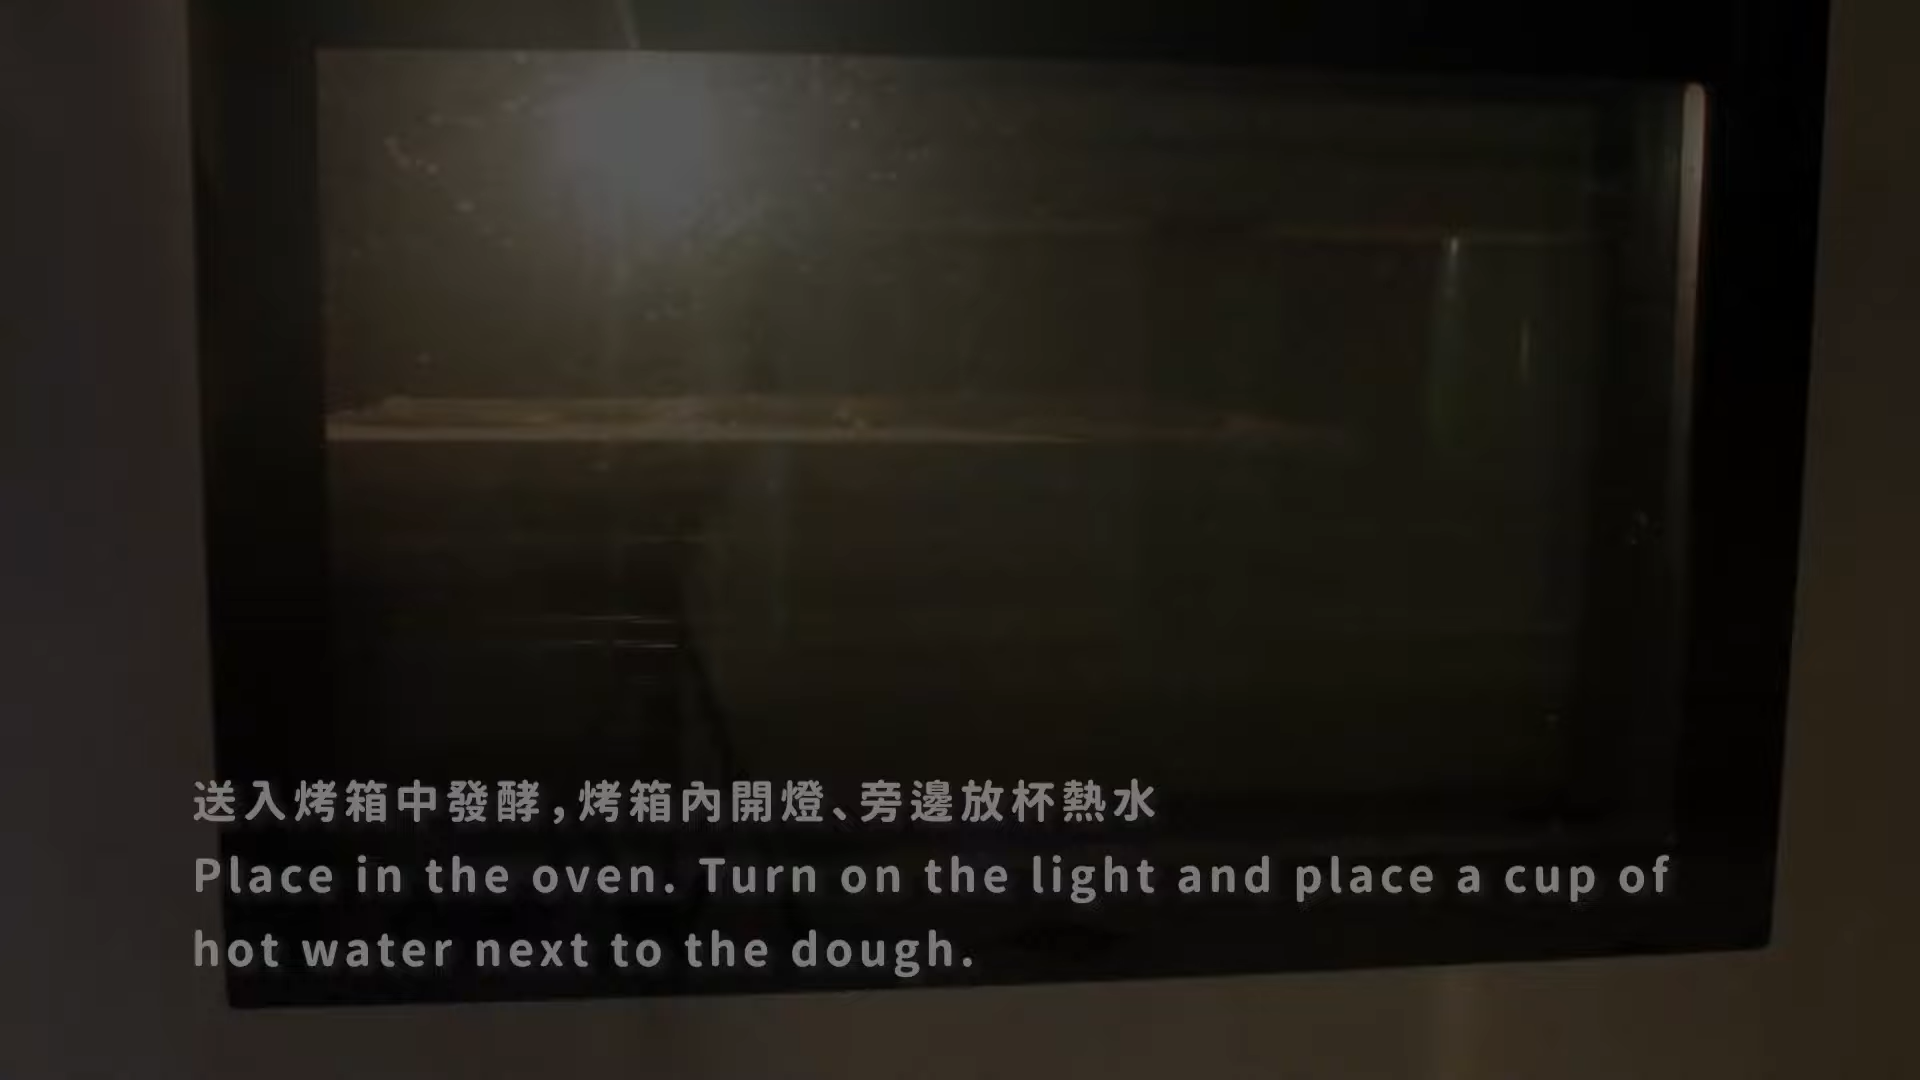 送入烤箱中發酵,烤箱內開燈、旁邊放杯熱水
Place in the oven. Turn on the light and place a cup of
hot water next to the dough.